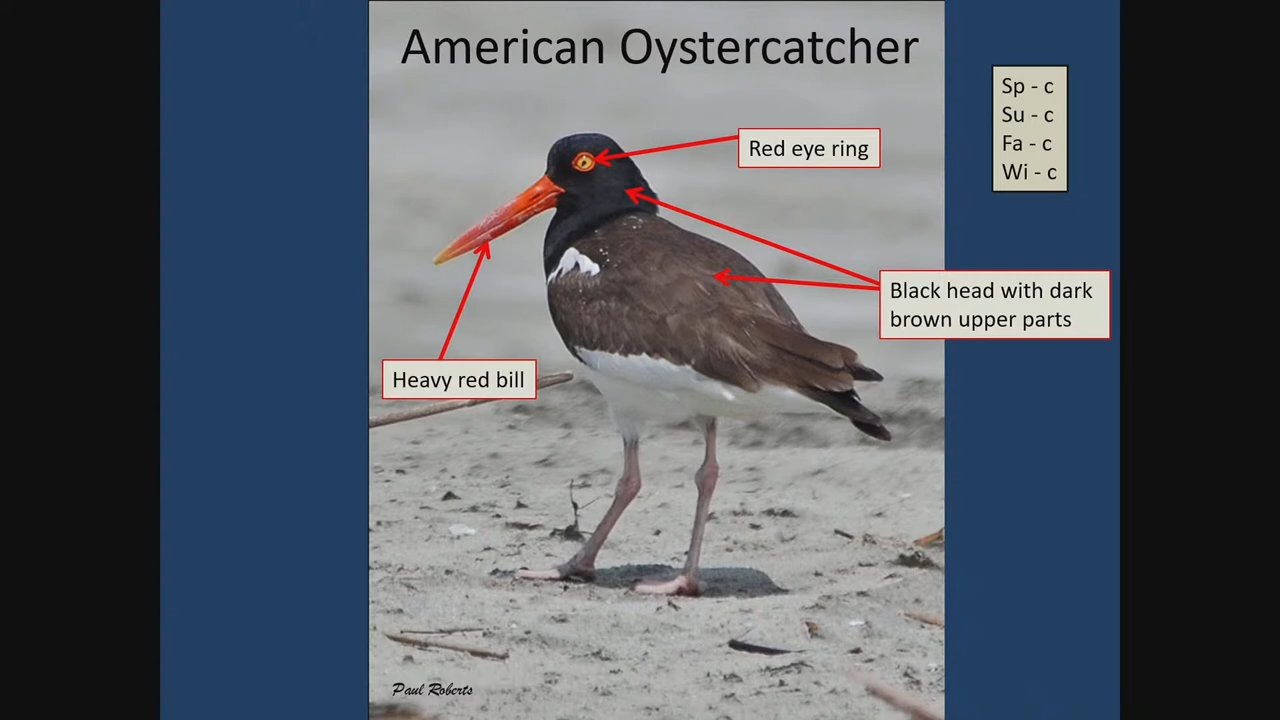 American Oystercatcher
Sp - c
Su - c
Fa - c
Wi - c
Red eye ring
Black head with dark
brown upper parts
Heavy red bill
Paul Roberts